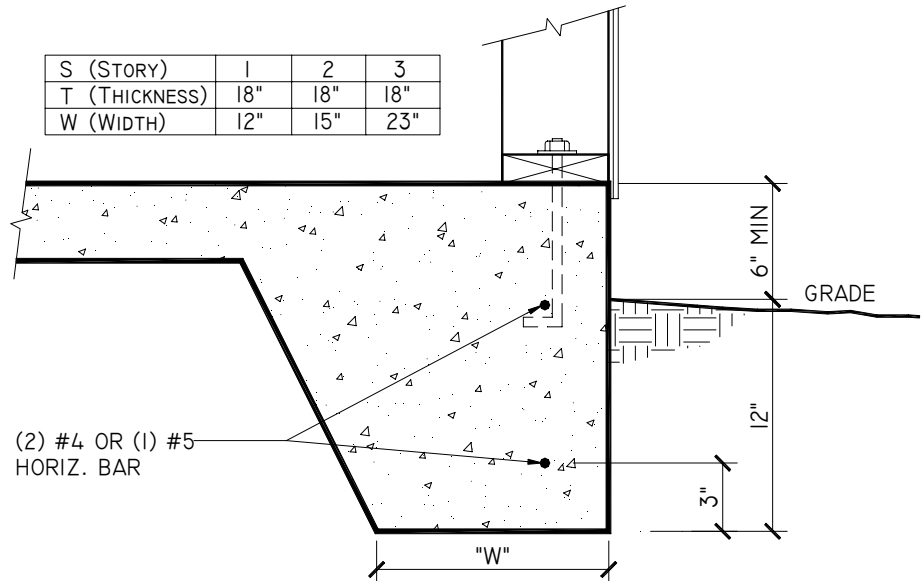 S (STORY) 1 2 3
T (THICKNESS) 18" 18" 18"
W (WIDTH) 12" 15" 23"
6" MIN
GRADE
12"
(2) #4 OR (1) #5
HORIZ. BAR
3"
"W"